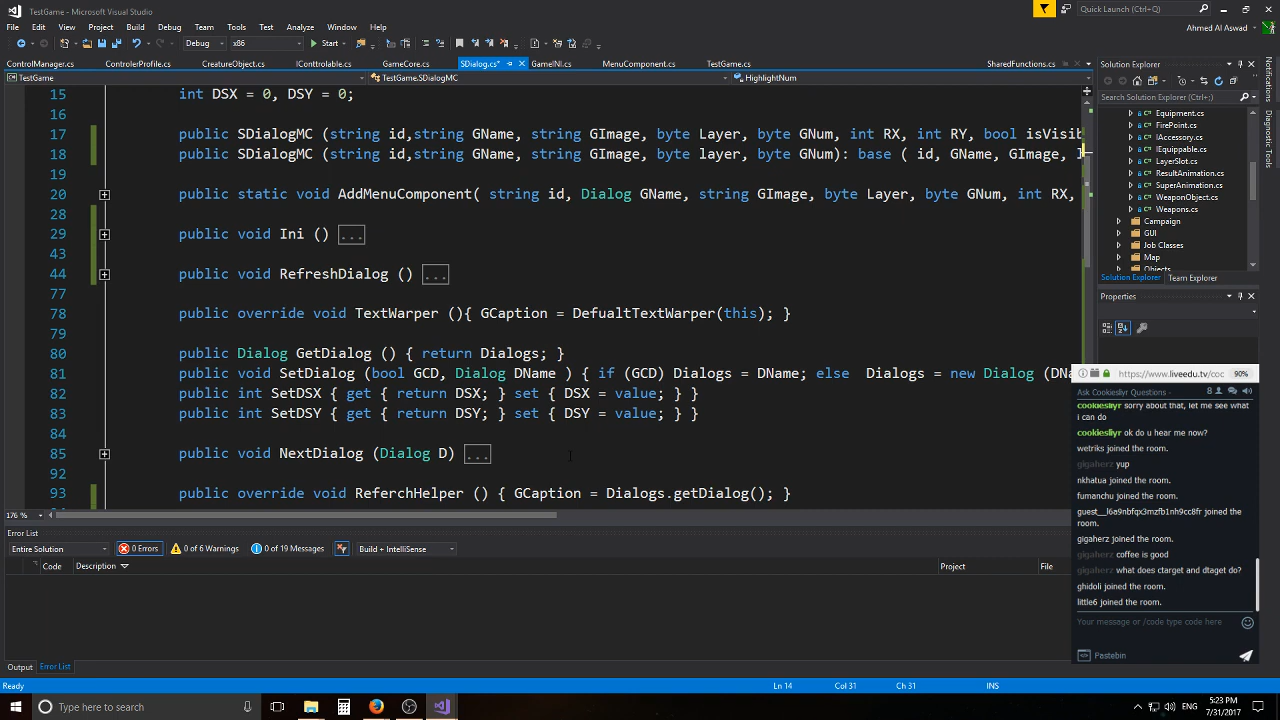 TestGame - Microsoft Visual Studio
Quick Launch (Ctrl+Q)
File Edit View Project Build Debug Team Tools Test Analyze Window Help
Ahmed Al Aswad
Debug x86 Start
ControlManager.cs ControlerProfile.cs CreatureObject.cs IControlable.cs GameCore.cs SDialog.cs* GameINI.cs MenuComponent.cs TestGame.cs SharedFunctions.cs
TestGame TestGame.SDialogMC HighlightNum
15 int DSX = 0, DSY = 0;
16
17 public SDialogMC (string id,string GName, string GImage, byte Layer, byte GNum, int RX, int RY, bool isVisib
18 public SDialogMC (string id,string GName, string GImage, byte layer, byte GNum): base ( id, GName, GImage,
19
20 public static void AddMenuComponent( string id, Dialog GName, string GImage, byte Layer, byte GNum, int RX,
28
29 public void Ini () ...
43
44 public void RefreshDialog () ...
77
78 public override void TextWarper (){ GCaption = DefualtTextWarper(this); }
79
80 public Dialog GetDialog () { return Dialogs; }
81 public void SetDialog (bool GCD, Dialog DName ) { if (GCD) Dialogs = DName; else Dialogs = new Dialog (DNa
82 public int SetDSX { get { return DSX; } set { DSX = value; } }
83 public int SetDSY { get { return DSY; } set { DSY = value; } }
84
85 public void NextDialog (Dialog D) ...
92
93 public override void ReferchHelper () { GCaption = Dialogs.getDialog(); }
176 %
Solution Explorer
Search Solution Explorer (Ctrl+;)
Equipment.cs
FirePoint.cs
IAccessory.cs
IEquippable.cs
LayerSlot.cs
ResultAnimation.cs
SuperAnimation.cs
WeaponObject.cs
Weapons.cs
Campaign
GUI
Job Classes
Map
Objects
Solution Explorer Team Explorer
Properties
Notifications
Diagnostic Tools
https://www.liveedu.tv/coc 90%
Ask Cookiesliyr Questions 8
cookiesliyr sorry about that, let me see what
i can do
cookiesliyr ok do u hear me now?
wetriks joined the room.
gigaherz yup
nkhatua joined the room.
fumanchu joined the room.
guest__l6a9nbfqx3mzfb1nh9cc8fr joined the
room.
gigaherz joined the room.
gigaherz coffee is good
gigaherz what does ctarget and dtaget do?
ghidoli joined the room.
little6 joined the room.
Your message or /code type code here
Pastebin
Error List
Entire Solution 0 Errors 0 of 6 Warnings 0 of 19 Messages Build + IntelliSense
Code Description Project File
Output Error List
Ready Ln 14 Col 31 Ch 31 INS
Type here to search
ENG
5:23 PM
7/31/2017